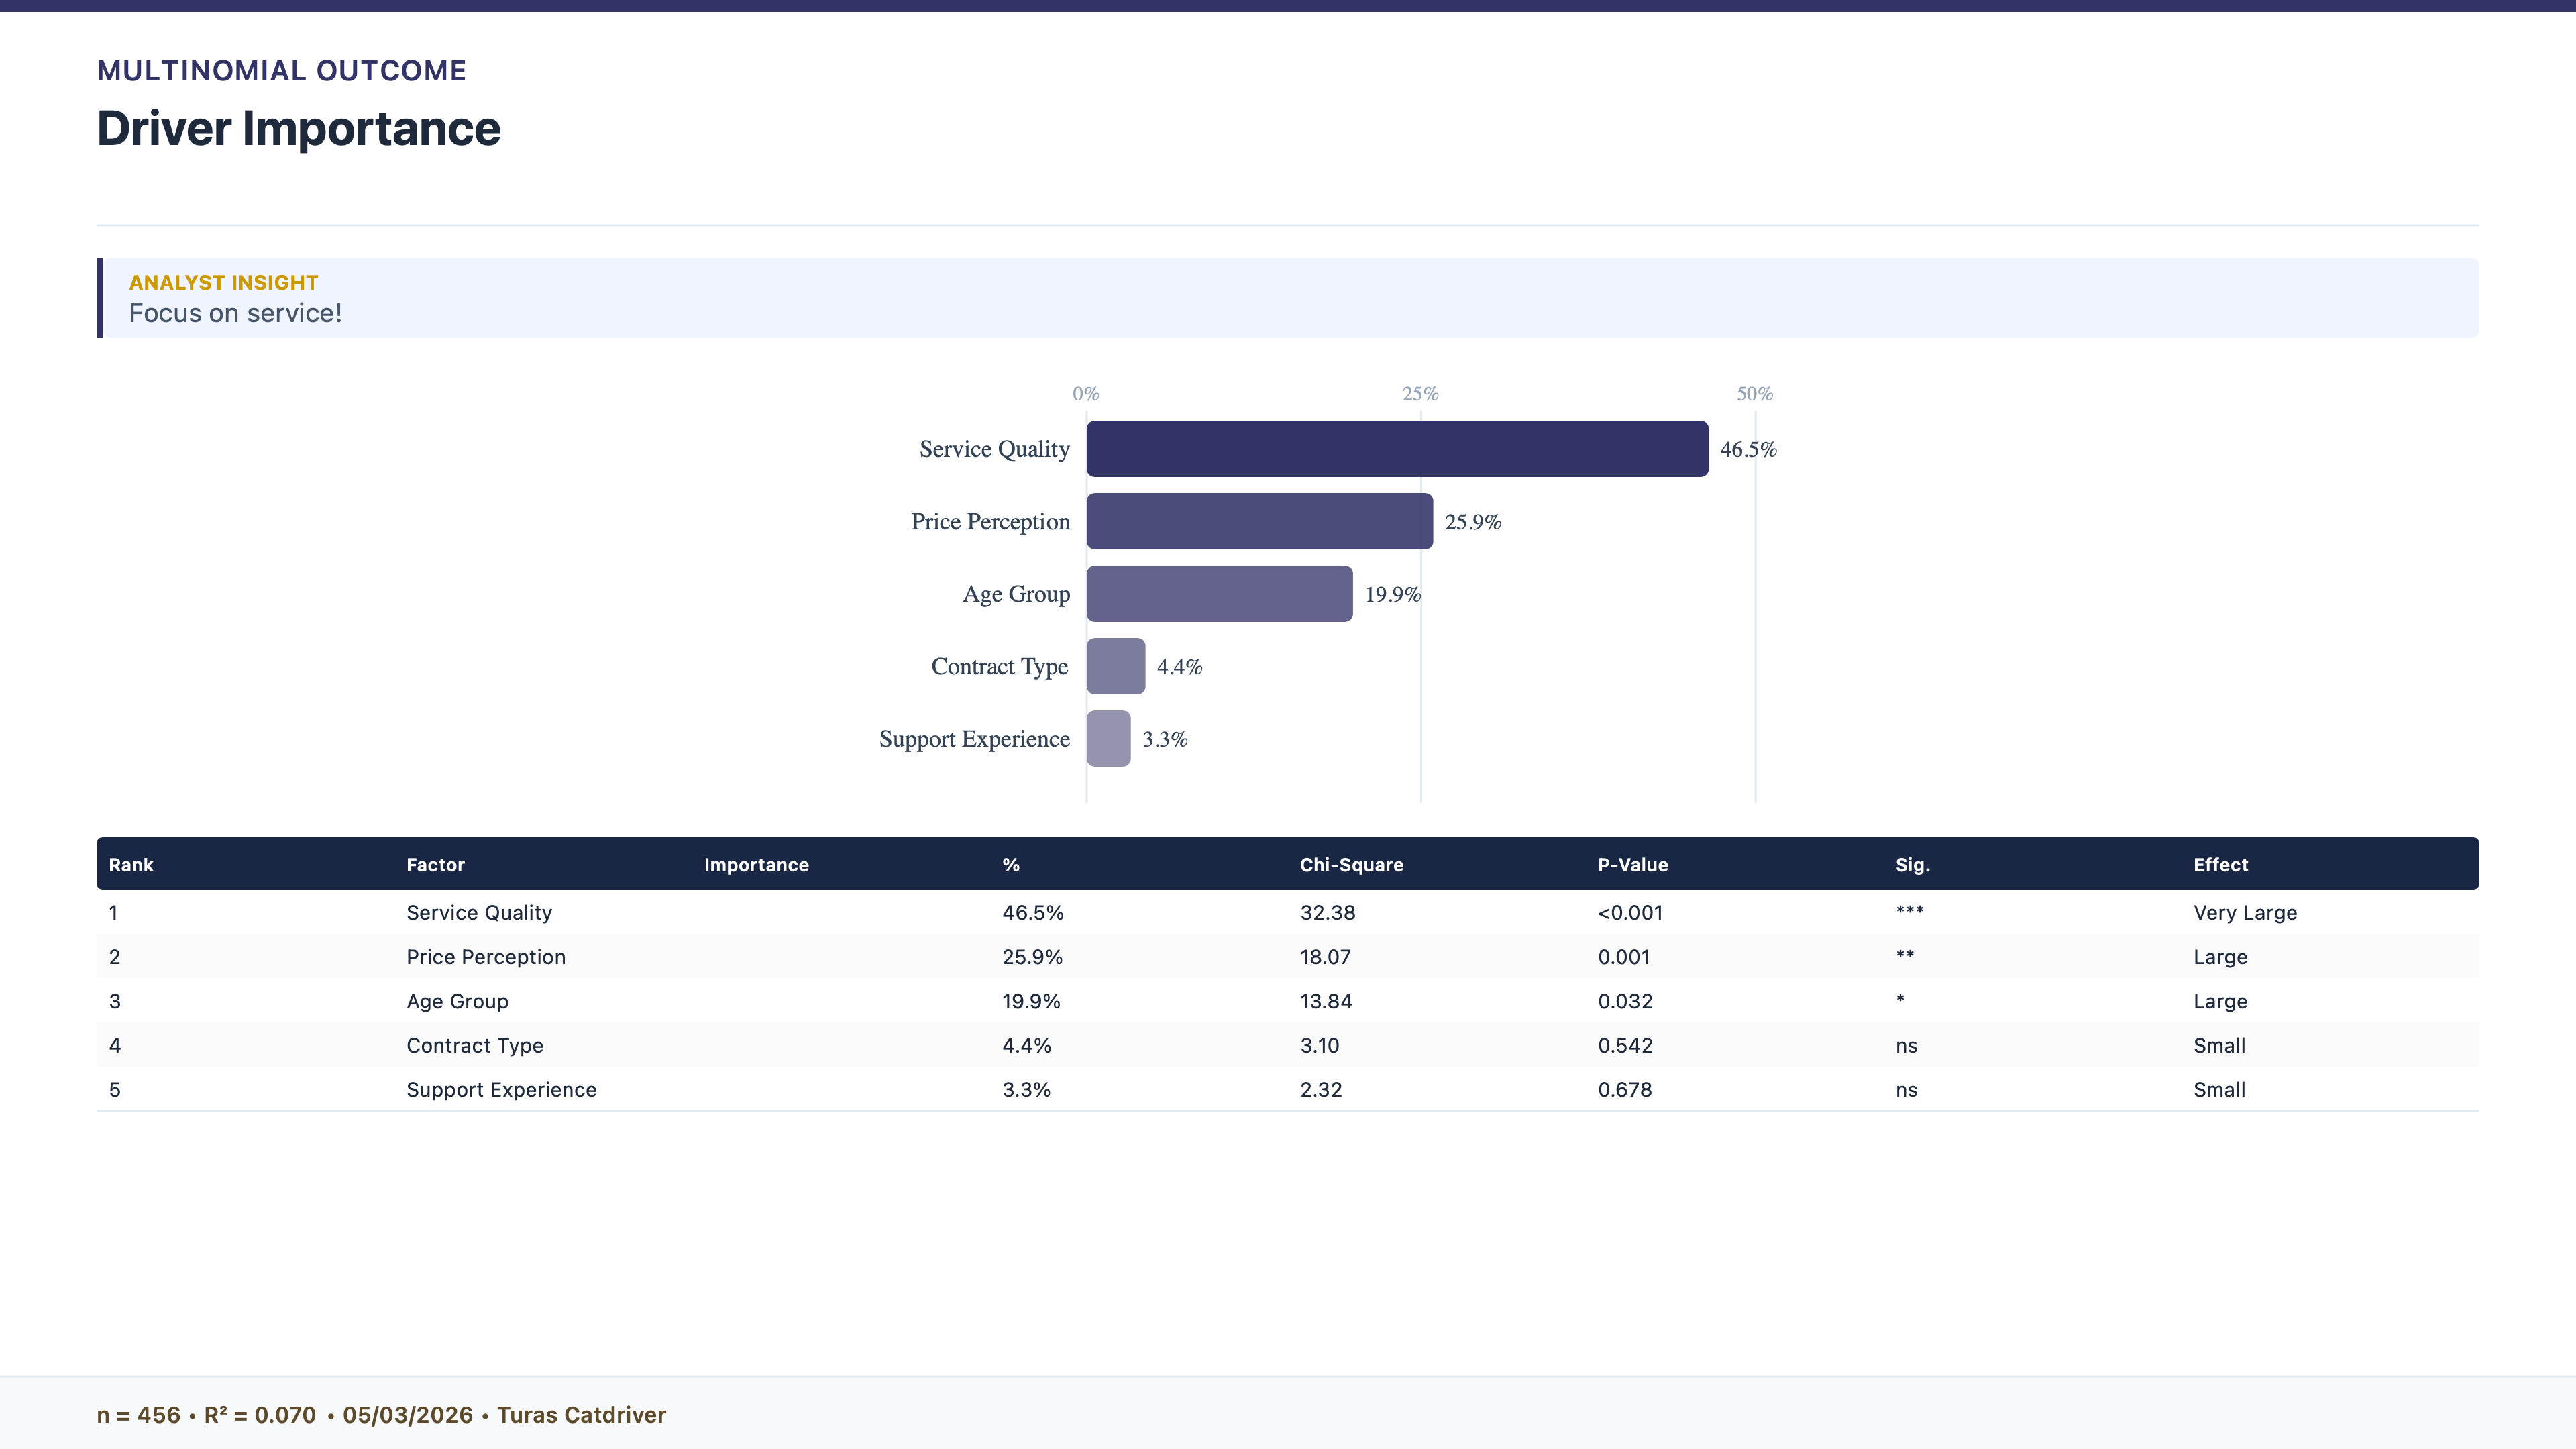 MULTINOMIAL OUTCOME
Driver Importance
ANALYST INSIGHT
Focus on service!
0% 25% 50%
Service Quality 46.5%
Price Perception 25.9%
Age Group 19.9%
Contract Type 4.4%
Support Experience 3.3%
Rank Factor Importance % Chi-Square P-Value Sig. Effect
1 Service Quality 46.5% 32.38 <0.001 *** Very Large
2 Price Perception 25.9% 18.07 0.001 ** Large
3 Age Group 19.9% 13.84 0.032 * Large
4 Contract Type 4.4% 3.10 0.542 ns Small
5 Support Experience 3.3% 2.32 0.678 ns Small
n = 456 • R² = 0.070 • 05/03/2026 • Turas Catdriver